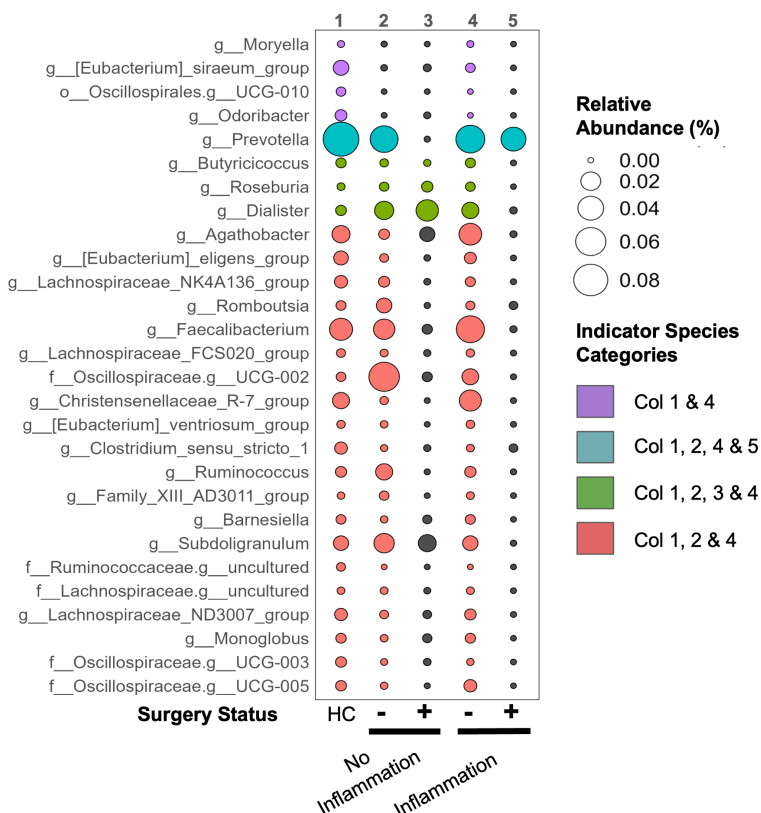 1 2 3 4 5
g__Moryella
g__[Eubacterium]_siraeum_group
o__Oscillospirales.g__UCG-010
g__Odoribacter
g__Prevotella
g__Butyricicoccus
g__Roseburia
g__Dialister
g__Agathobacter
g__[Eubacterium]_eligens_group
g__Lachnospiraceae_NK4A136_group
g__Romboutsia
g__Faecalibacterium
g__Lachnospiraceae_FCS020_group
f__Oscillospiraceae.g__UCG-002
g__Christensenellaceae_R-7_group
g__[Eubacterium]_ventriosum_group
g__Clostridium_sensu_stricto_1
g__Ruminococcus
g__Family_XIII_AD3011_group
g__Barnesiella
g__Subdoligranulum
f__Ruminococcaceae.g__uncultured
f__Lachnospiraceae.g__uncultured
g__Lachnospiraceae_ND3007_group
g__Monoglobus
f__Oscillospiraceae.g__UCG-003
f__Oscillospiraceae.g__UCG-005
Surgery Status HC - + - +
No
Inflammation
Inflammation
Relative
Abundance (%)
0.00
0.02
0.04
0.06
0.08
Indicator Species
Categories
Col 1 & 4
Col 1, 2, 4 & 5
Col 1, 2, 3 & 4
Col 1, 2 & 4